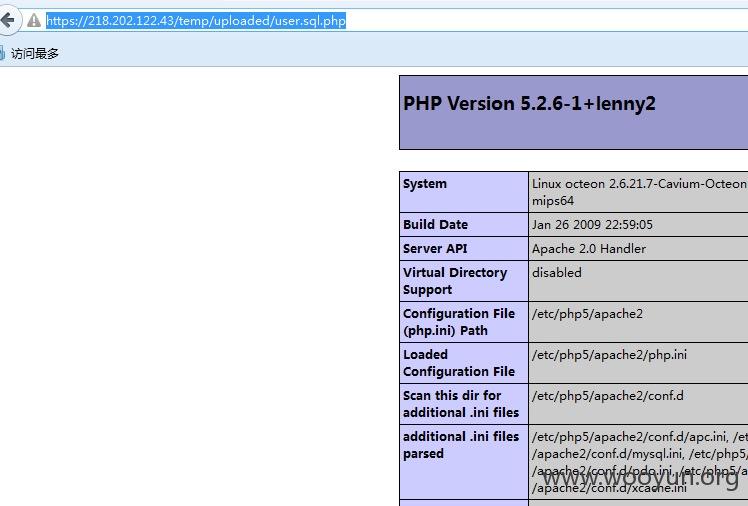 https://218.202.122.43/temp/uploaded/user.sql.php
访问最多
PHP Version 5.2.6-1+lenny2
System
Linux octeon 2.6.21.7-Cavium-Octeon
mips64
Build Date
Jan 26 2009 22:59:05
Server API
Apache 2.0 Handler
Virtual Directory
Support
disabled
Configuration File
(php.ini) Path
/etc/php5/apache2
Loaded
Configuration File
/etc/php5/apache2/php.ini
Scan this dir for
additional .ini files
/etc/php5/apache2/conf.d
additional .ini files
parsed
/etc/php5/apache2/conf.d/apc.ini, /et
/apache2/conf.d/mysql.ini, /etc/php5/
/apache2/conf.d/pdo.ini, /etc/php5/a
/apache2/conf.d/xcache.ini
www.wooyun.org